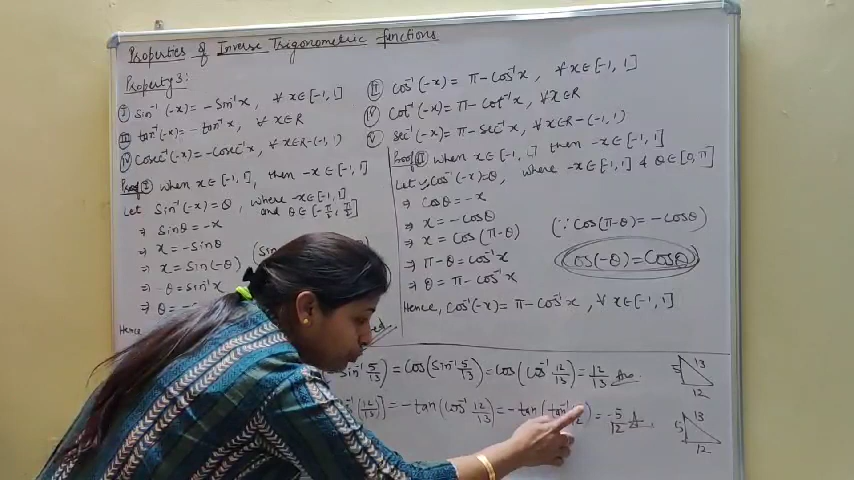 Properties of Inverse Trigonometric functions
Property 3:
(I) sin⁻¹(-x) = -sin⁻¹x, ∀ x∈[-1, 1]
(III) tan⁻¹(-x) = -tan⁻¹x, ∀ x∈R
(IV) cosec⁻¹(-x) = -cosec⁻¹x, ∀ x∈R-(-1, 1)
Proof (I) when x∈[-1, 1], then -x∈[-1, 1]
Let sin⁻¹(-x) = θ, where -x∈[-1, 1]
and θ∈[-π/2, π/2]
⇒ sinθ = -x
⇒ x = -sinθ
⇒ x = sin(-θ)
⇒ -θ = sin⁻¹x
⇒ θ =
Hence
(II) cos⁻¹(-x) = π - cos⁻¹x, ∀ x∈[-1, 1]
(IV) cot⁻¹(-x) = π - cot⁻¹x, ∀ x∈R
(V) sec⁻¹(-x) = π - sec⁻¹x, ∀ x∈R-(-1, 1)
Proof (II) when x∈[-1, 1] then -x∈[-1, 1]
Let cos⁻¹(-x) = θ, where -x∈[-1, 1] & θ∈[0, π]
⇒ cosθ = -x
⇒ x = -cosθ
⇒ x = cos(π-θ) (∵ cos(π-θ) = -cosθ)
⇒ π-θ = cos⁻¹x cos(-θ) = cosθ
⇒ θ = π - cos⁻¹x
Hence, cos⁻¹(-x) = π - cos⁻¹x, ∀ x∈[-1, 1]
sin⁻¹ 5/13) = cos(sin⁻¹ 5/13) = cos(cos⁻¹ 12/13) = 12/13 Ans 13 5 12
(12/13)] = -tan(cos⁻¹ 12/13) = -tan(tan⁻¹ = -5/12 13 5 12